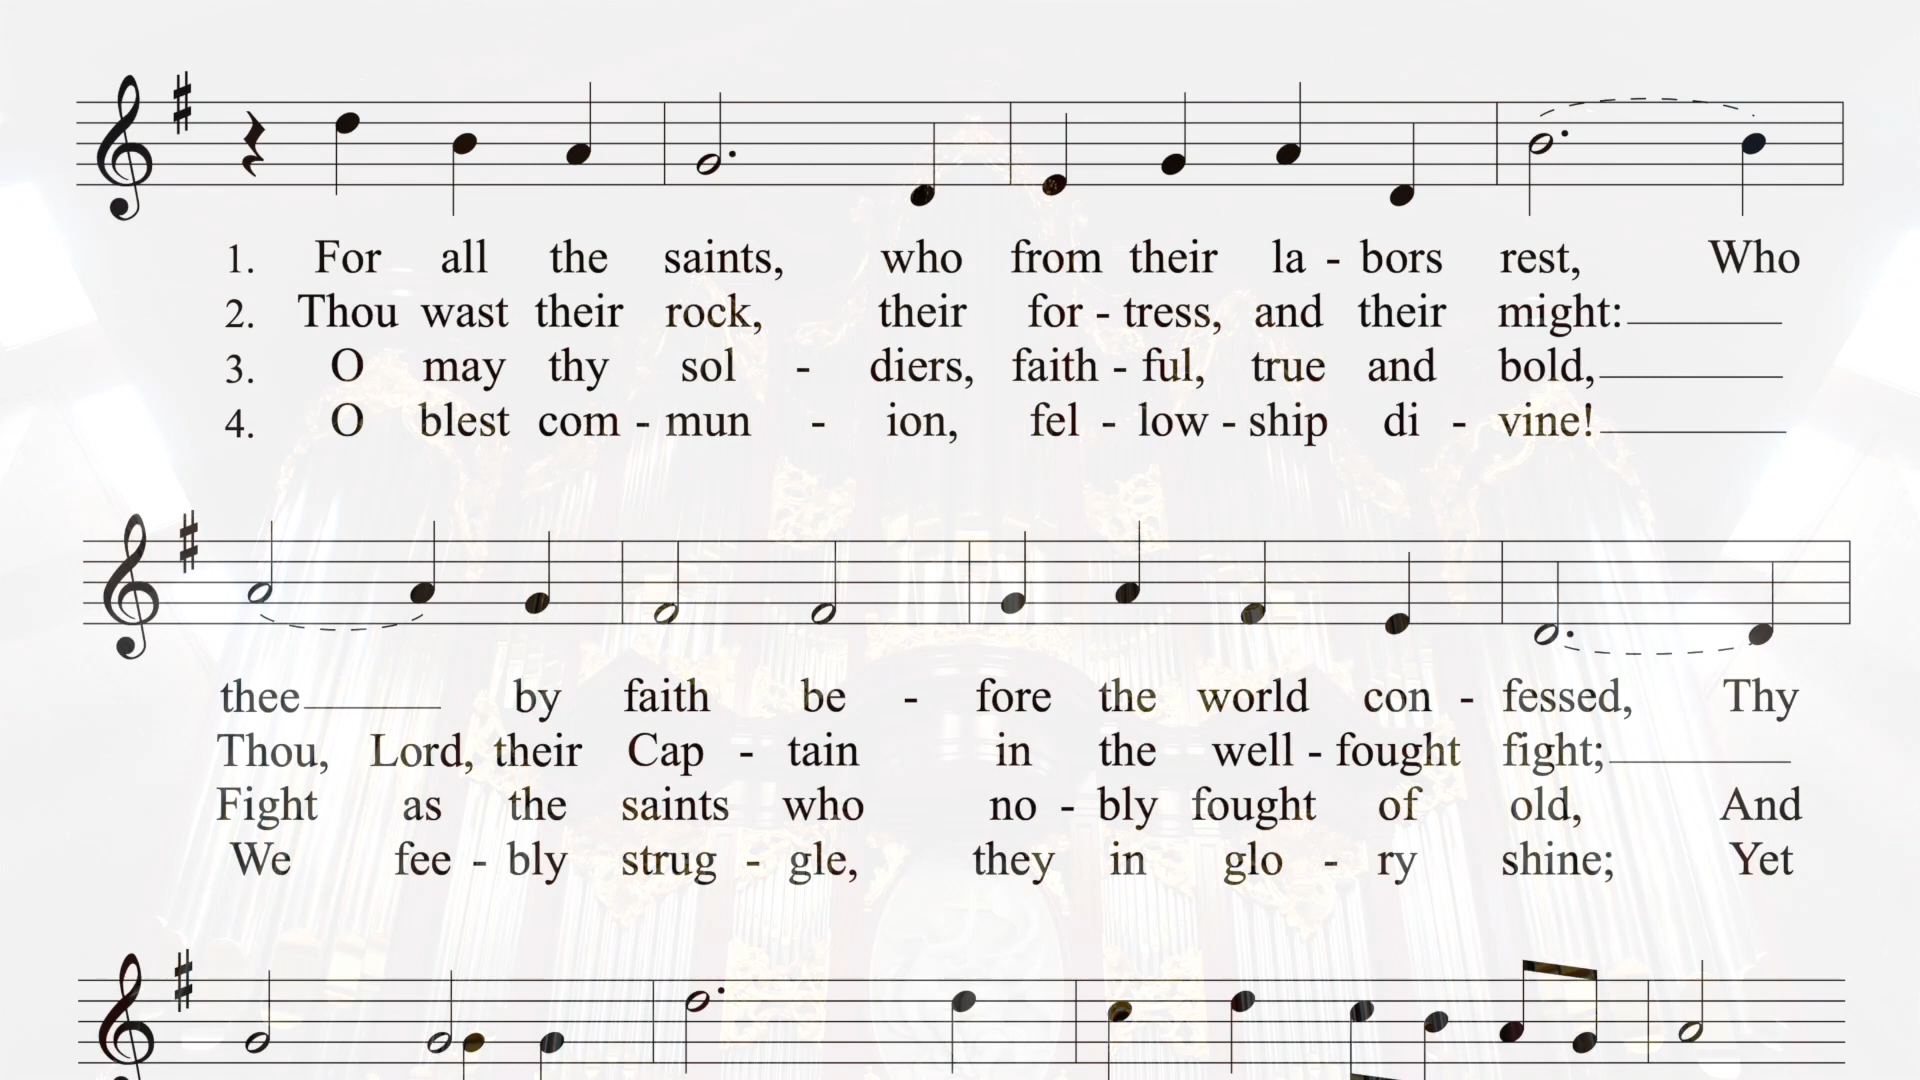 1. For all the saints, who from their la - bors rest, Who
2. Thou wast their rock, their for - tress, and their might:
3. O may thy sol - diers, faith - ful, true and bold,
4. O blest com - mun - ion, fel - low - ship di - vine!
thee by faith be - fore the world con - fessed, Thy
Thou, Lord, their Cap - tain in the well - fought fight;
Fight as the saints who no - bly fought of old, And
We fee - bly strug - gle, they in glo - ry shine; Yet